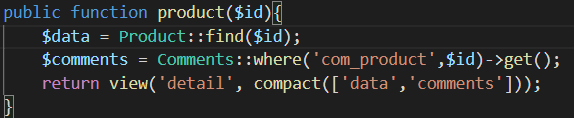 public function product($id){
    $data = Product::find($id);
    $comments = Comments::where('com_product',$id)->get();
    return view('detail', compact(['data','comments']));
}